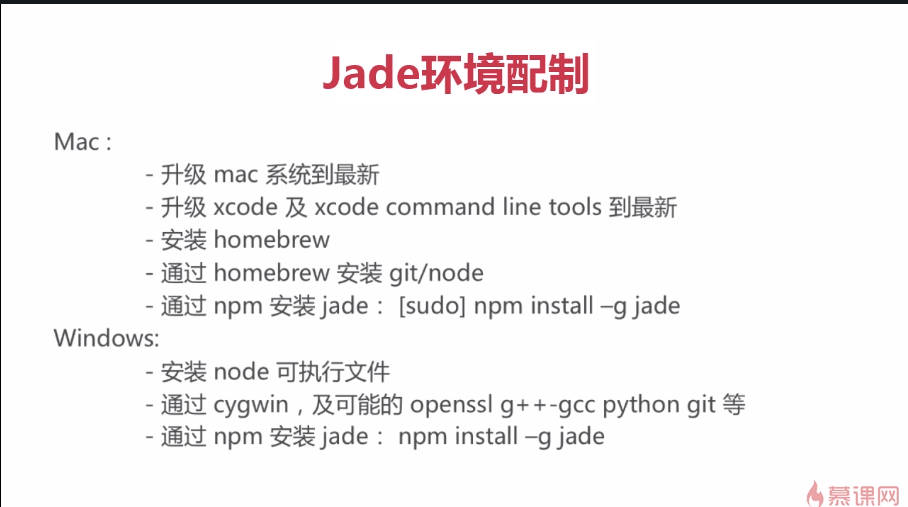 Jade环境配制
Mac :
- 升级 mac 系统到最新
- 升级 xcode 及 xcode command line tools 到最新
- 安装 homebrew
- 通过 homebrew 安装 git/node
- 通过 npm 安装 jade： [sudo] npm install –g jade
Windows:
- 安装 node 可执行文件
- 通过 cygwin，及可能的 openssl g++-gcc python git 等
- 通过 npm 安装 jade： npm install –g jade
慕课网